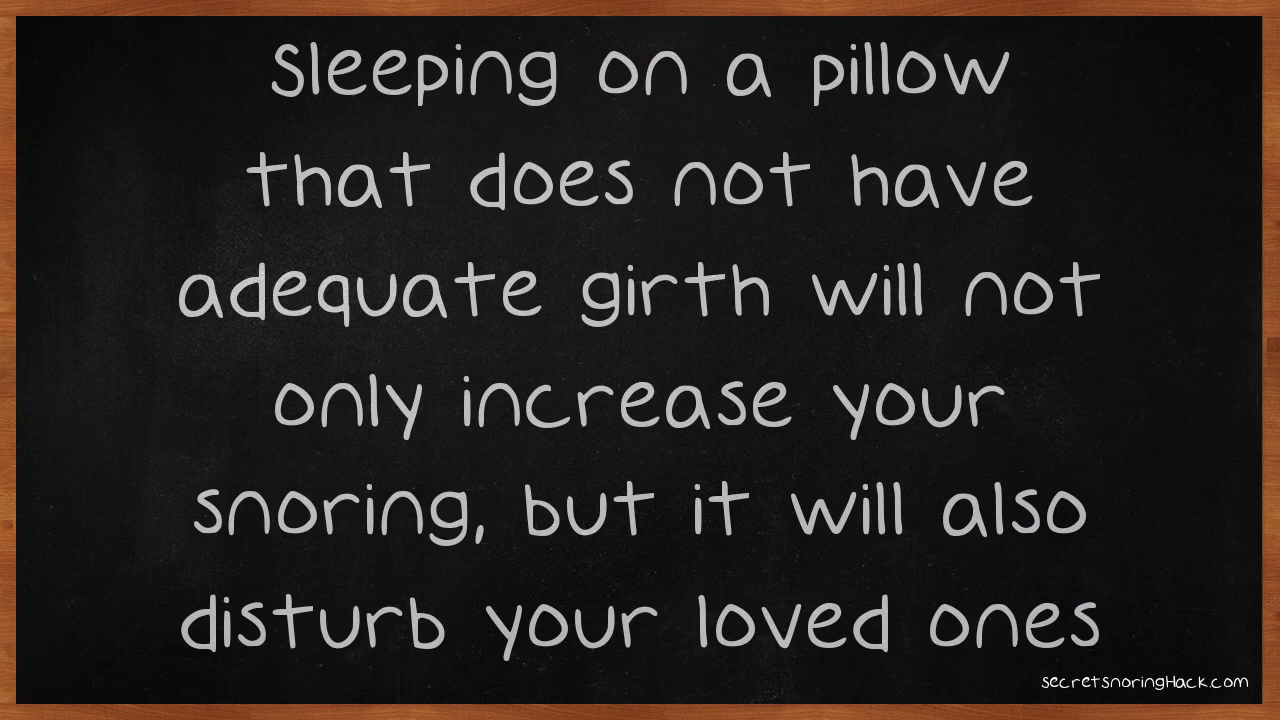 Sleeping on a pillow
that does not have
adequate girth will not
only increase your
snoring, but it will also
disturb your loved ones
secretsnoringHack.com